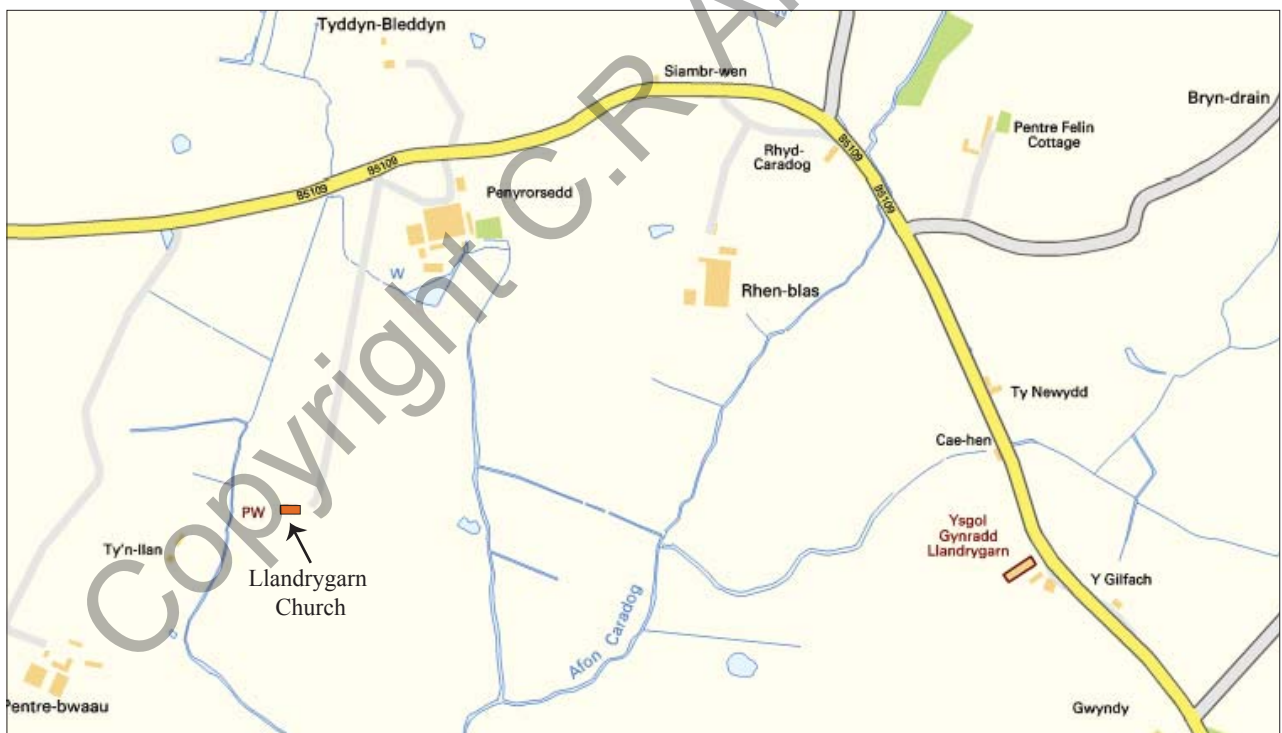 Tyddyn-Bleddyn
Siambr-wen
Bryn-drain
Pentre Felin
Cottage
Rhyd-
Caradog
B5109
B5109
B5109
B5109
Penyrorsedd
W
Rhen-blas
Ty Newydd
Cae-hen
PW
Ysgol
Gynradd
Llandrygarn
Ty'n-llan
Llandrygarn
Church
Y Gilfach
Afon Caradog
Pentre-bwaau
Gwyndy
Copyright C.R